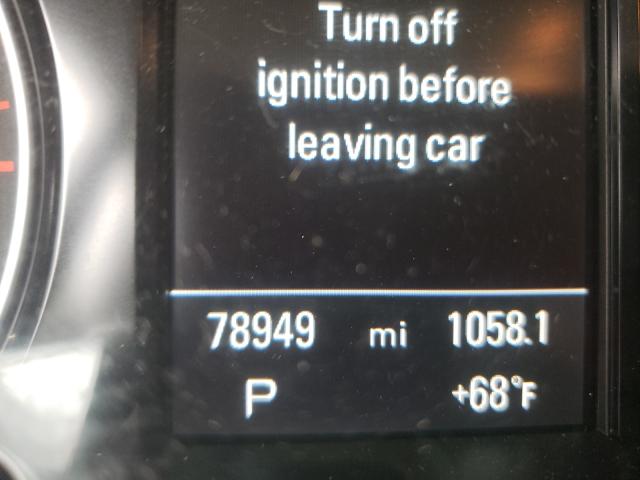 Turn off
ignition before
leaving car
78949 mi 1058.1
P +68°F